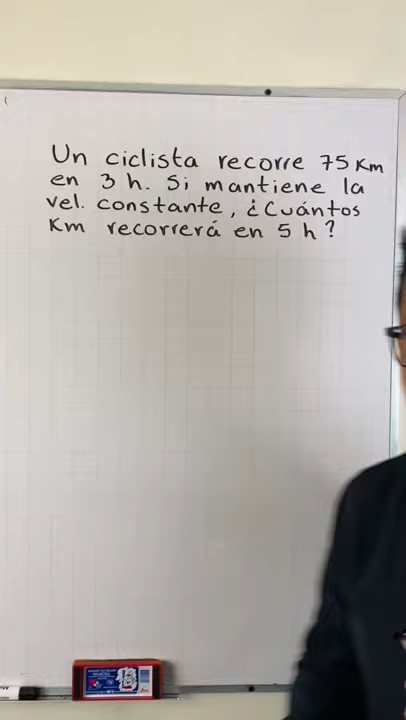 Un ciclista recorre 75 Km
en 3 h. Si mantiene la
vel. constante, ¿Cuántos
Km recorrerá en 5 h?